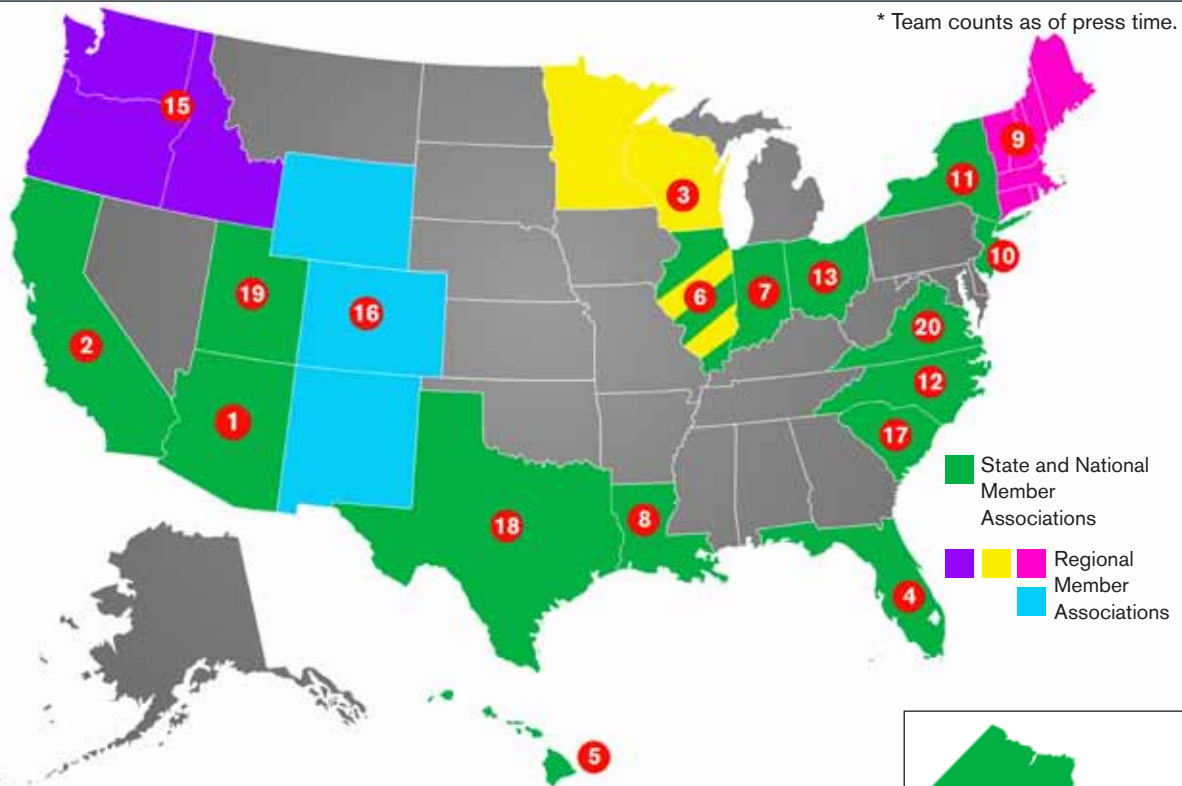 * Team counts as of press time.
15
9
3
11
10
19
16
6
7
13
2
20
12
1
17
State and National
Member
Associations
18
8
Regional
Member
Associations
4
5